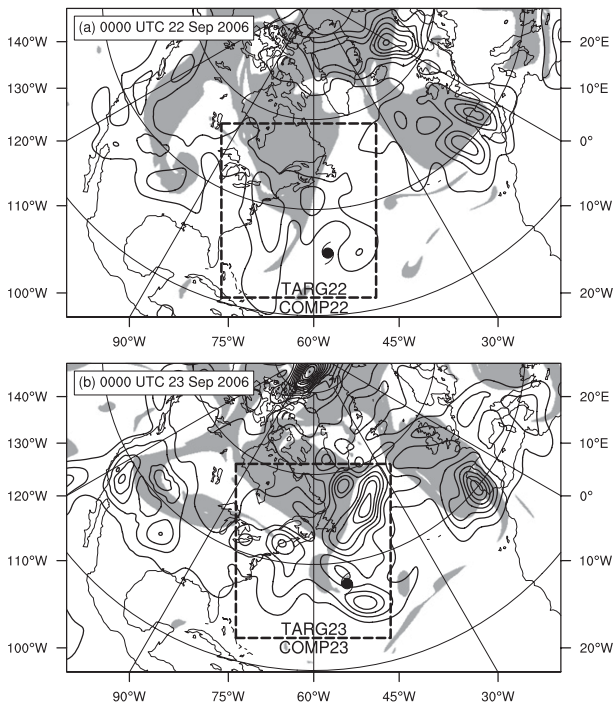 (a) 0000 UTC 22 Sep 2006
140°W
130°W
120°W
110°W
100°W
20°E
10°E
0°
10°W
20°W
TARG22
COMP22
90°W 75°W 60°W 45°W 30°W
(b) 0000 UTC 23 Sep 2006
140°W
130°W
120°W
110°W
100°W
20°E
10°E
0°
10°W
20°W
TARG23
COMP23
90°W 75°W 60°W 45°W 30°W